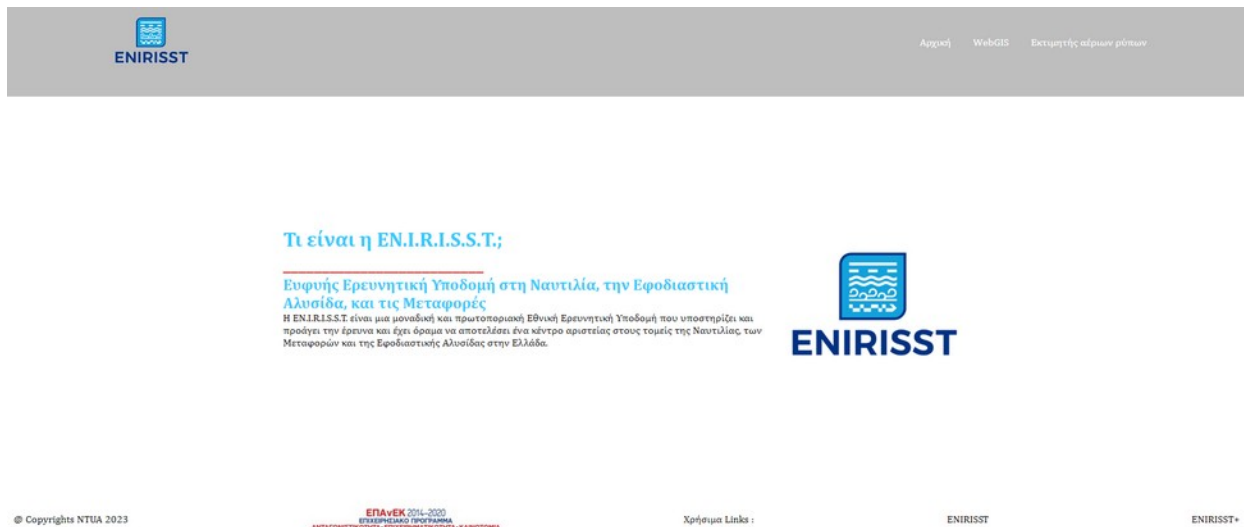 ENIRISST
Αρχική WebGIS Εκτιμητής αέριων ρύπων
Τι είναι η EN.I.R.I.S.S.T.;
Ευφυής Ερευνητική Υποδομή στη Ναυτιλία, την Εφοδιαστική
Αλυσίδα, και τις Μεταφορές
Η EN.I.R.I.S.S.T. είναι μια μοναδική και πρωτοποριακή Εθνική Ερευνητική Υποδομή που υποστηρίζει και
προάγει την έρευνα και έχει όραμα να αποτελέσει ένα κέντρο αριστείας στους τομείς της Ναυτιλίας, των
Μεταφορών και της Εφοδιαστικής Αλυσίδας στην Ελλάδα.
ENIRISST
@ Copyrights NTUA 2023
ΕΠΑνΕΚ 2014–2020
ΕΠΙΧΕΙΡΗΣΙΑΚΟ ΠΡΟΓΡΑΜΜΑ
ΑΝΤΑΓΩΝΙΣΤΙΚΟΤΗΤΑ•ΕΠΙΧΕΙΡΗΜΑΤΙΚΟΤΗΤΑ•ΚΑΙΝΟΤΟΜΙΑ
Χρήσιμα Links :
ENIRISST
ENIRISST+